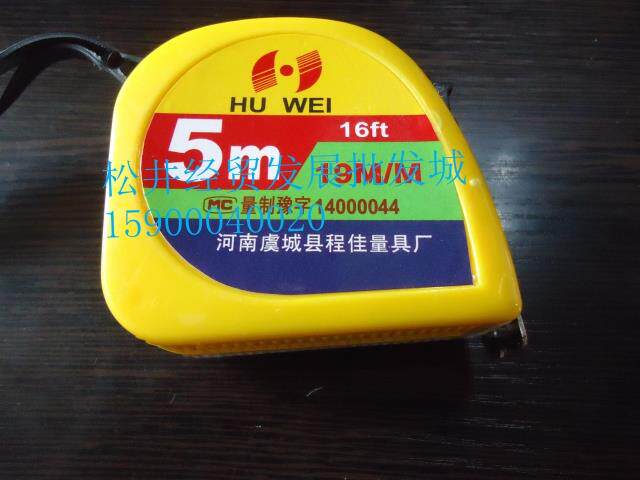 HU WEI
5m 16ft
19M/M
松井经贸发展批发城
MC 量制豫字 14000044
15900040020
河南虞城县程佳量具厂